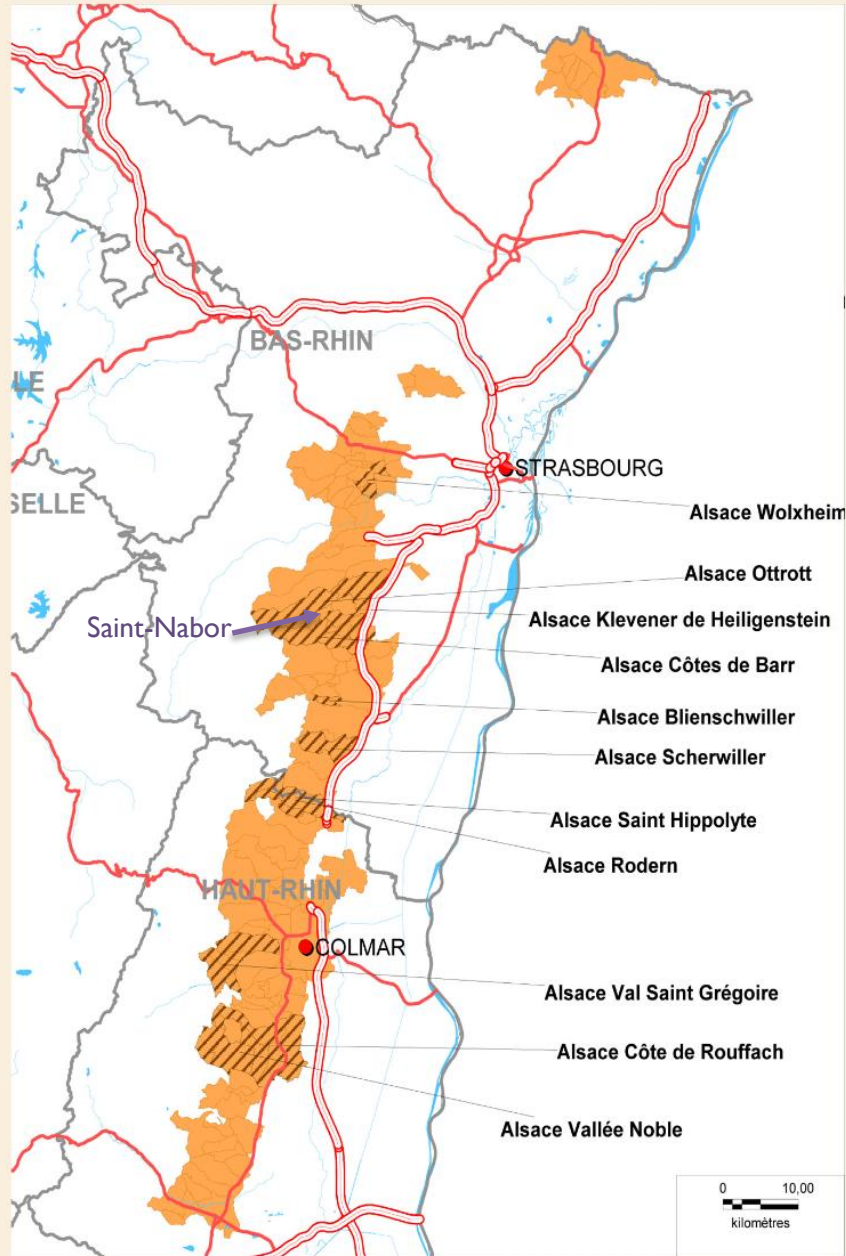 BAS-RHIN
LE
STRASBOURG
SELLE
Alsace Wolxheim
Alsace Ottrott
Alsace Klevener de Heiligenstein
Saint-Nabor
Alsace Côtes de Barr
Alsace Blienschwiller
Alsace Scherwiller
Alsace Saint Hippolyte
Alsace Rodern
HAUT-RHIN
COLMAR
Alsace Val Saint Grégoire
Alsace Côte de Rouffach
Alsace Vallée Noble
0 10,00
kilomètres